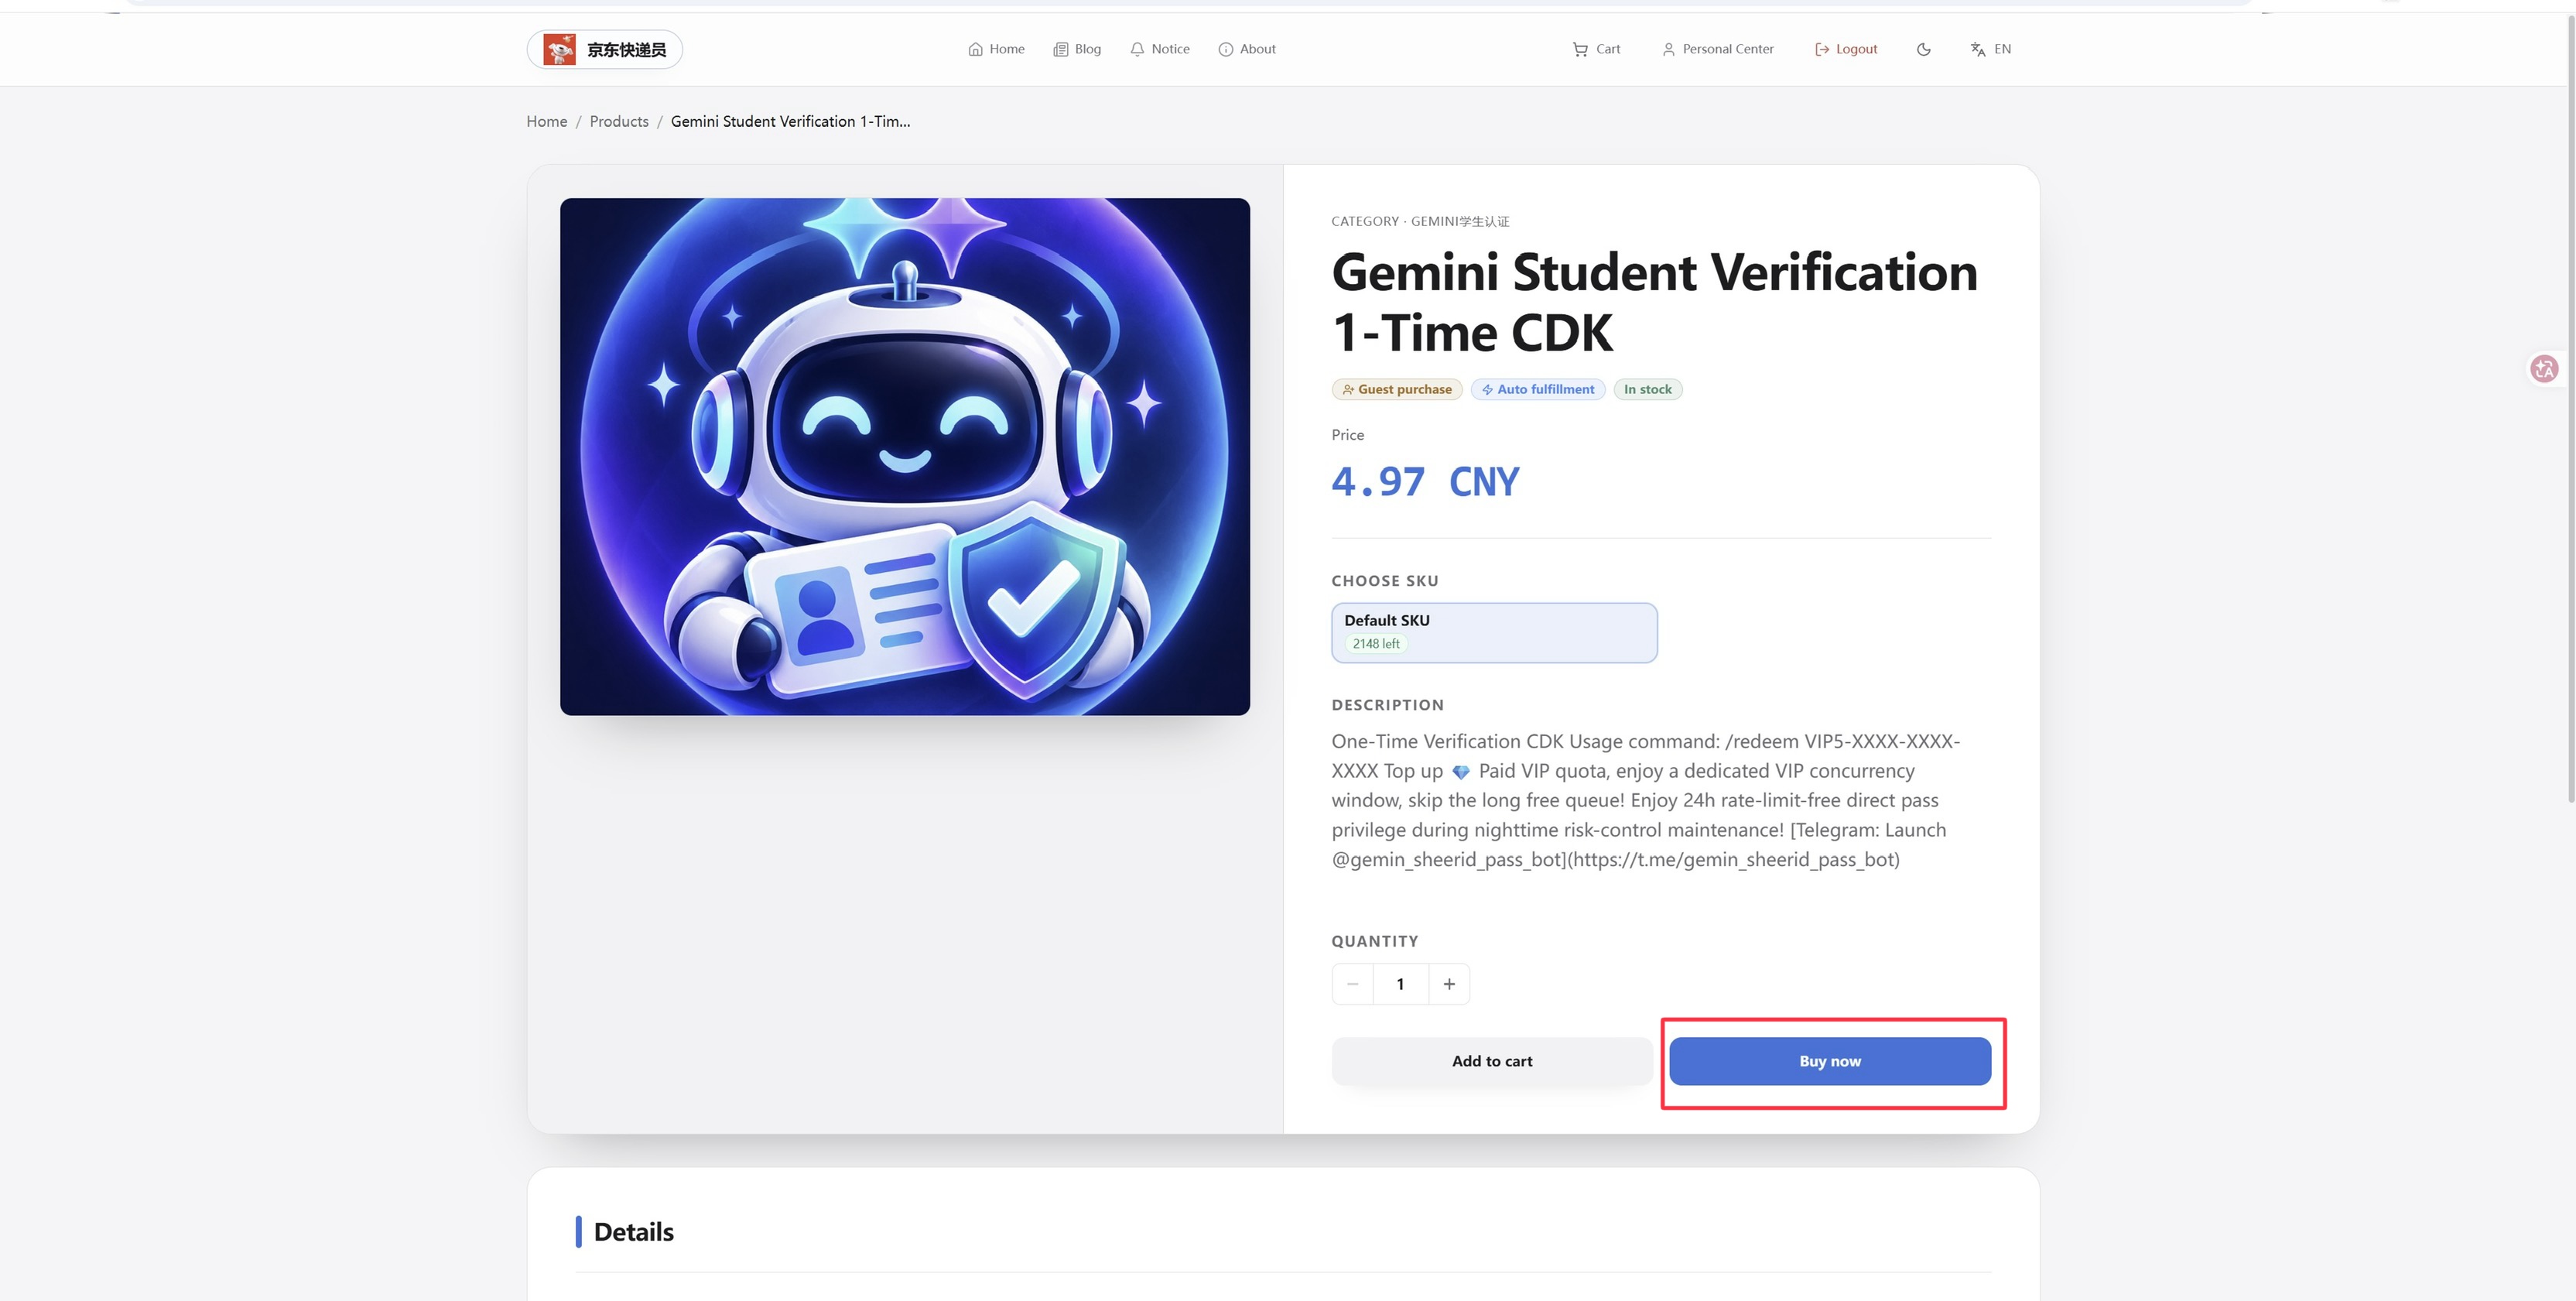 京东快递员
Home
Blog
Notice
About
Cart
Personal Center
Logout
EN
Home / Products / Gemini Student Verification 1-Tim...
CATEGORY · GEMINI学生认证
Gemini Student Verification
1-Time CDK
Guest purchase
Auto fulfillment
In stock
Price
4.97 CNY
CHOOSE SKU
Default SKU
2148 left
DESCRIPTION
One-Time Verification CDK Usage command: /redeem VIP5-XXXX-XXXX-
XXXX Top up 💎 Paid VIP quota, enjoy a dedicated VIP concurrency
window, skip the long free queue! Enjoy 24h rate-limit-free direct pass
privilege during nighttime risk-control maintenance! [Telegram: Launch
@gemin_sheerid_pass_bot](https://t.me/gemin_sheerid_pass_bot)
QUANTITY
1
Add to cart
Buy now
Details